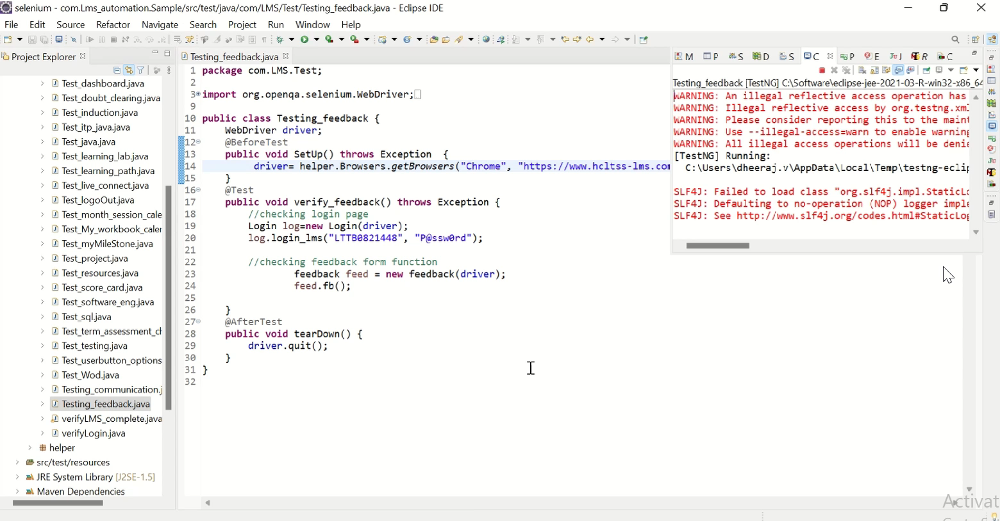 selenium - com.Lms_automation.Sample/src/test/java/com/LMS/Test/Testing_feedback.java - Eclipse IDE
File Edit Source Refactor Navigate Search Project Run Window Help
Project Explorer
Test_dashboard.java
Test_doubt_clearing.java
Test_induction.java
Test_itp_java.java
Test_java.java
Test_learning_lab.java
Test_learning_path.java
Test_live_connect.java
Test_logoOut.java
Test_month_session_cale
Test_My_workbook_caler
Test_myMileStone.java
Test_project.java
Test_resources.java
Test_score_card.java
Test_software_eng.java
Test_sql.java
Test_term_assessment_cl
Test_testing.java
Test_userbutton_options
Test_Wod.java
Testing_communication.j
Testing_feedback.java
verifyLMS_complete.java
verifyLogin.java
helper
src/test/resources
JRE System Library [J2SE-1.5]
Maven Dependencies
Testing_feedback.java
1 package com.LMS.Test;
2
3 import org.openqa.selenium.WebDriver;
9
10 public class Testing_feedback {
11 WebDriver driver;
12 @BeforeTest
13 public void SetUp() throws Exception {
14 driver= helper.Browsers.getBrowsers("Chrome", "https://www.hcltss-lms.com
15 }
16 @Test
17 public void verify_feedback() throws Exception {
18 //checking login page
19 Login log=new Login(driver);
20 log.login_lms("LTTB0821448", "P@ssw0rd");
21
22 //checking feedback form function
23 feedback feed = new feedback(driver);
24 feed.fb();
25
26 }
27 @AfterTest
28 public void tearDown() {
29 driver.quit();
30 }
31 }
32
M P S D S C P E Ju J R C
Testing_feedback [TestNG] C:\Software\eclipse-jee-2021-03-R-win32-x86_64
WARNING: An illegal reflective access operation has
WARNING: Illegal reflective access by org.testng.xml
WARNING: Please consider reporting this to the maint
WARNING: Use --illegal-access=warn to enable warning
WARNING: All illegal access operations will be denie
[TestNG] Running:
C:\Users\dheeraj.v\AppData\Local\Temp\testng-eclip
SLF4J: Failed to load class "org.slf4j.impl.StaticLo
SLF4J: Defaulting to no-operation (NOP) logger imple
SLF4J: See http://www.slf4j.org/codes.html#StaticLog
Activat